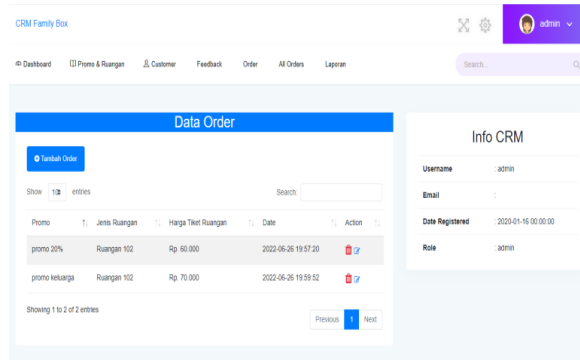 CRM Family Box
admin
Dashboard Promo & Ruangan Customer Feedback Order All Orders Laporan Search...
Data Order
Tambah Order
Show 10 entries Search:
Promo Jenis Ruangan Harga Tiket Ruangan Date Action
promo 20% Ruangan 102 Rp. 60.000 2022-06-26 19:57:20
promo keluarga Ruangan 102 Rp. 70.000 2022-06-26 19:59:52
Showing 1 to 2 of 2 entries
Previous 1 Next
Info CRM
Username : admin
Email :
Date Registered : 2020-01-16 00:00:00
Role : admin